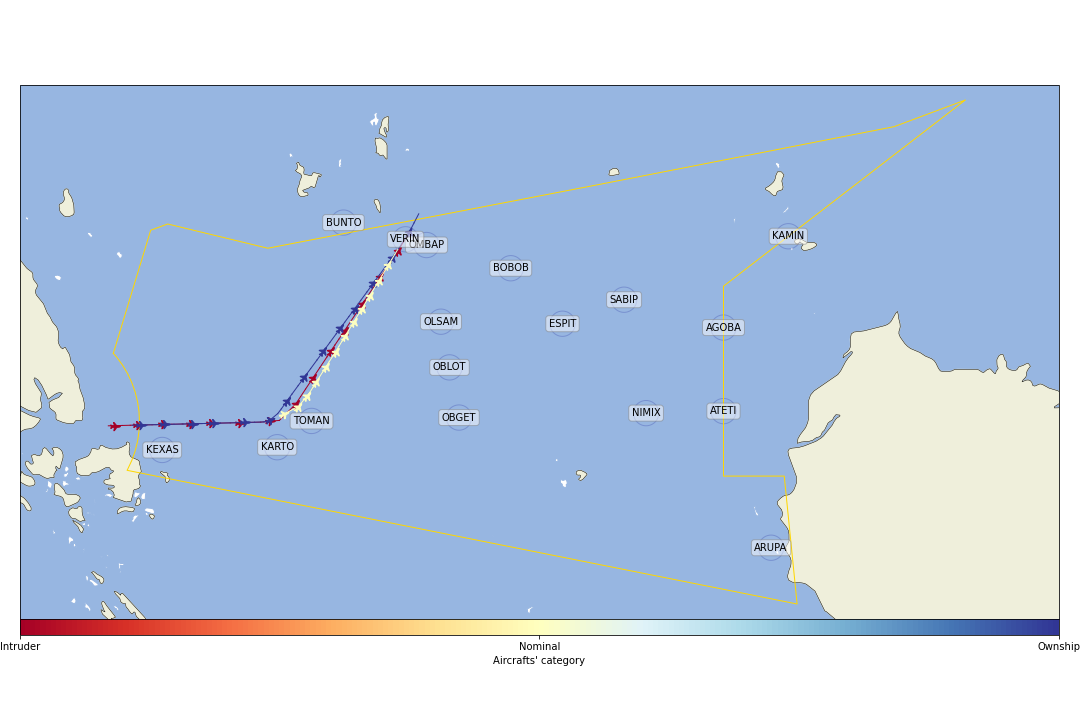 BUNTO
KAMIN
VERIN
OMBAP
BOBOB
SABIP
OLSAM
ESPIT
AGOBA
OBLOT
NIMIX
ATETI
OBGET
TOMAN
KARTO
KEXAS
ARUPA
Intruder
Nominal
Ownship
Aircrafts' category